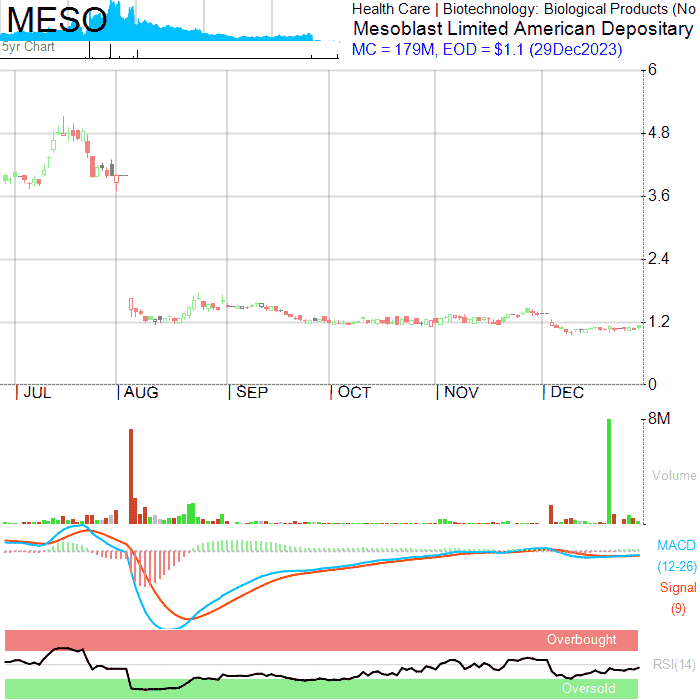 MESO
5yr Chart
Health Care | Biotechnology: Biological Products (No
Mesoblast Limited American Depositary
MC = 179M, EOD = $1.1 (29Dec2023)
6
4.8
3.6
2.4
1.2
0
JUL AUG SEP OCT NOV DEC
8M
Volume
MACD
(12-26)
Signal
(9)
Overbought
RSI(14)
Oversold